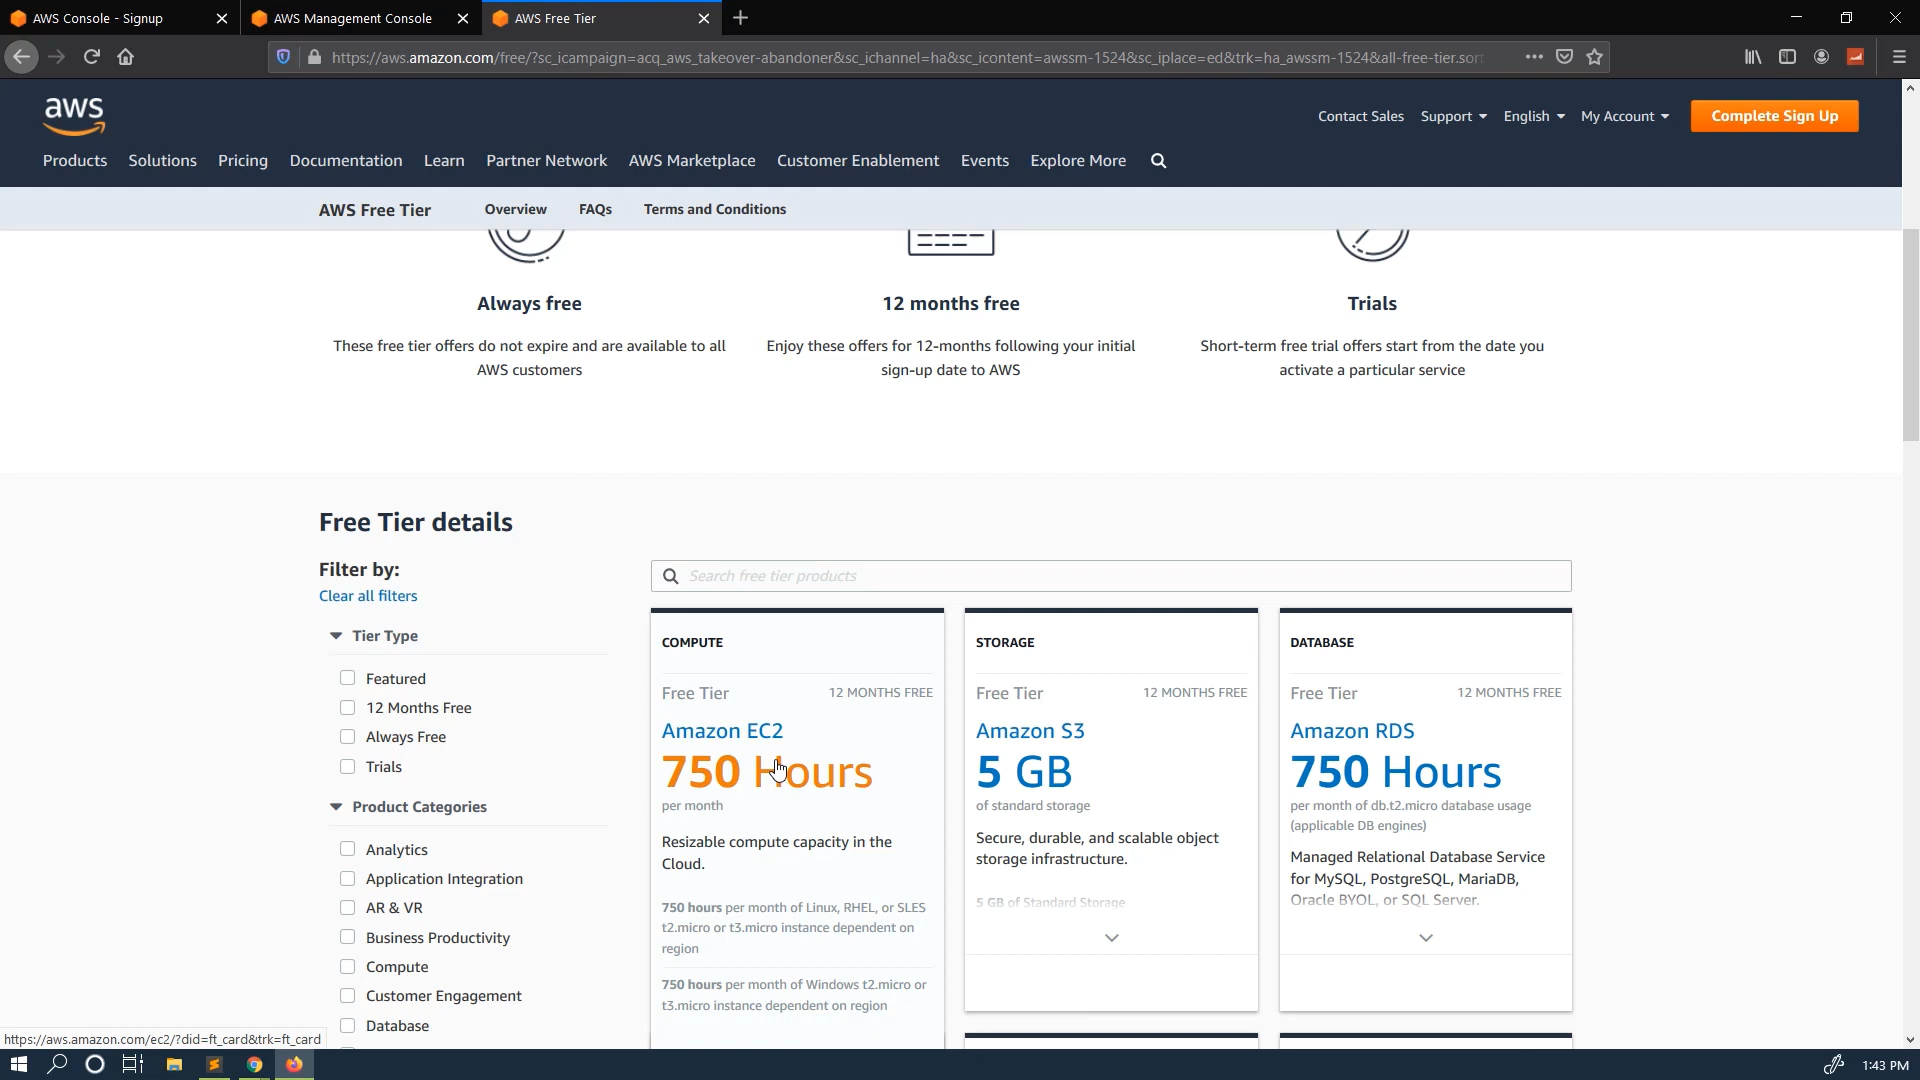 AWS Console - Signup
AWS Management Console
AWS Free Tier
https://aws.amazon.com/free/?sc_icampaign=acq_aws_takeover-abandoner&sc_ichannel=ha&sc_icontent=awssm-1524&sc_iplace=ed&trk=ha_awssm-1524&all-free-tier.sort
aws
Contact Sales Support English My Account Complete Sign Up
Products Solutions Pricing Documentation Learn Partner Network AWS Marketplace Customer Enablement Events Explore More
AWS Free Tier Overview FAQs Terms and Conditions
Always free
These free tier offers do not expire and are available to all
AWS customers
12 months free
Enjoy these offers for 12-months following your initial
sign-up date to AWS
Trials
Short-term free trial offers start from the date you
activate a particular service
Free Tier details
Filter by:
Clear all filters
Tier Type
Featured
12 Months Free
Always Free
Trials
Product Categories
Analytics
Application Integration
AR & VR
Business Productivity
Compute
Customer Engagement
Database
Search free tier products
COMPUTE
Free Tier 12 MONTHS FREE
Amazon EC2
750 Hours
per month
Resizable compute capacity in the
Cloud.
750 hours per month of Linux, RHEL, or SLES
t2.micro or t3.micro instance dependent on
region
750 hours per month of Windows t2.micro or
t3.micro instance dependent on region
STORAGE
Free Tier 12 MONTHS FREE
Amazon S3
5 GB
of standard storage
Secure, durable, and scalable object
storage infrastructure.
5 GB of Standard Storage
DATABASE
Free Tier 12 MONTHS FREE
Amazon RDS
750 Hours
per month of db.t2.micro database usage
(applicable DB engines)
Managed Relational Database Service
for MySQL, PostgreSQL, MariaDB,
Oracle BYOL, or SQL Server.
https://aws.amazon.com/ec2/?did=ft_card&trk=ft_card
1:43 PM